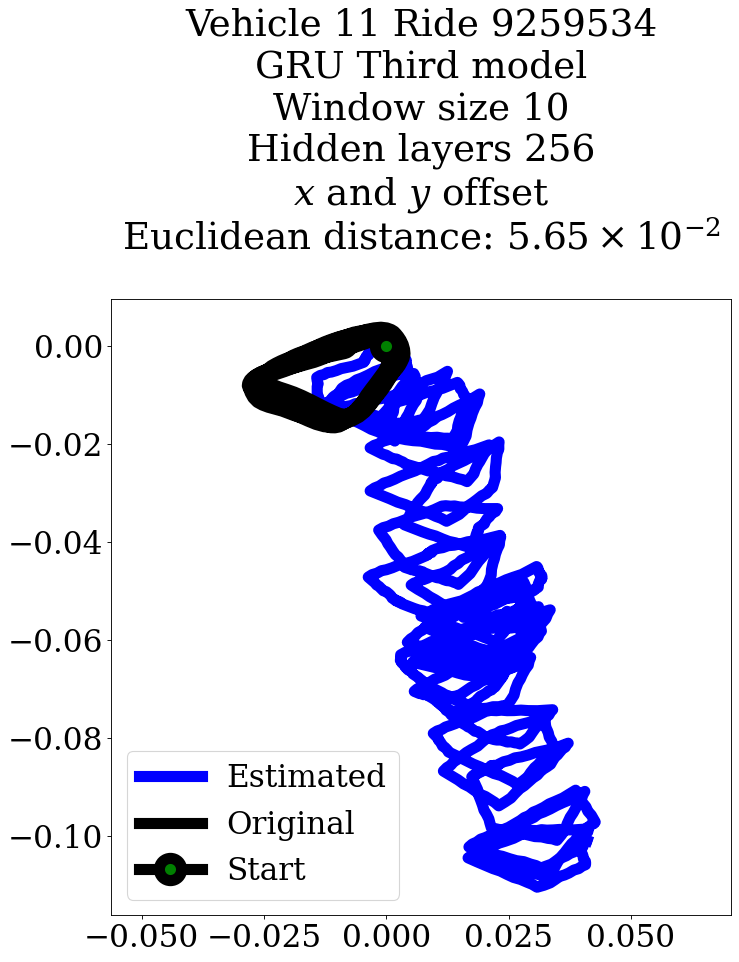 Vehicle 11 Ride 9259534
GRU Third model
Window size 10
Hidden layers 256
x and y offset
Euclidean distance: 5.65 × 10⁻²
0.00
−0.02
−0.04
−0.06
−0.08
−0.10
Estimated
Original
Start
−0.050 −0.025 0.000 0.025 0.050